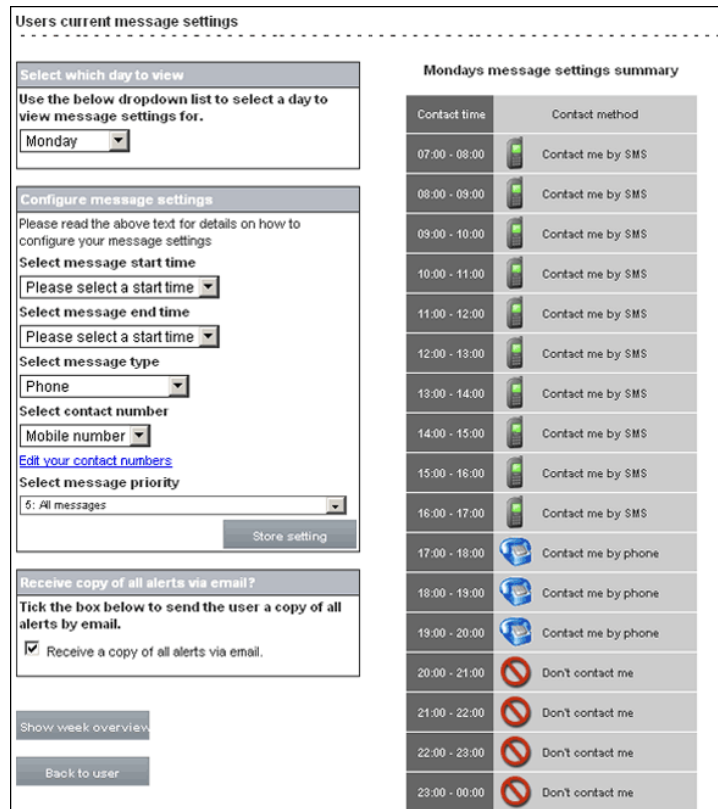 Users current message settings
Select which day to view
Use the below dropdown list to select a day to
view message settings for.
Monday
Configure message settings
Please read the above text for details on how to
configure your message settings
Select message start time
Please select a start time
Select message end time
Please select a start time
Select message type
Phone
Select contact number
Mobile number
Edit your contact numbers
Select message priority
5: All messages
Store setting
Receive copy of all alerts via email?
Tick the box below to send the user a copy of all
alerts by email.
Receive a copy of all alerts via email.
Show week overview
Back to user
Mondays message settings summary
Contact time Contact method
07:00 - 08:00 Contact me by SMS
08:00 - 09:00 Contact me by SMS
09:00 - 10:00 Contact me by SMS
10:00 - 11:00 Contact me by SMS
11:00 - 12:00 Contact me by SMS
12:00 - 13:00 Contact me by SMS
13:00 - 14:00 Contact me by SMS
14:00 - 15:00 Contact me by SMS
15:00 - 16:00 Contact me by SMS
16:00 - 17:00 Contact me by SMS
17:00 - 18:00 Contact me by phone
18:00 - 19:00 Contact me by phone
19:00 - 20:00 Contact me by phone
20:00 - 21:00 Don't contact me
21:00 - 22:00 Don't contact me
22:00 - 23:00 Don't contact me
23:00 - 00:00 Don't contact me